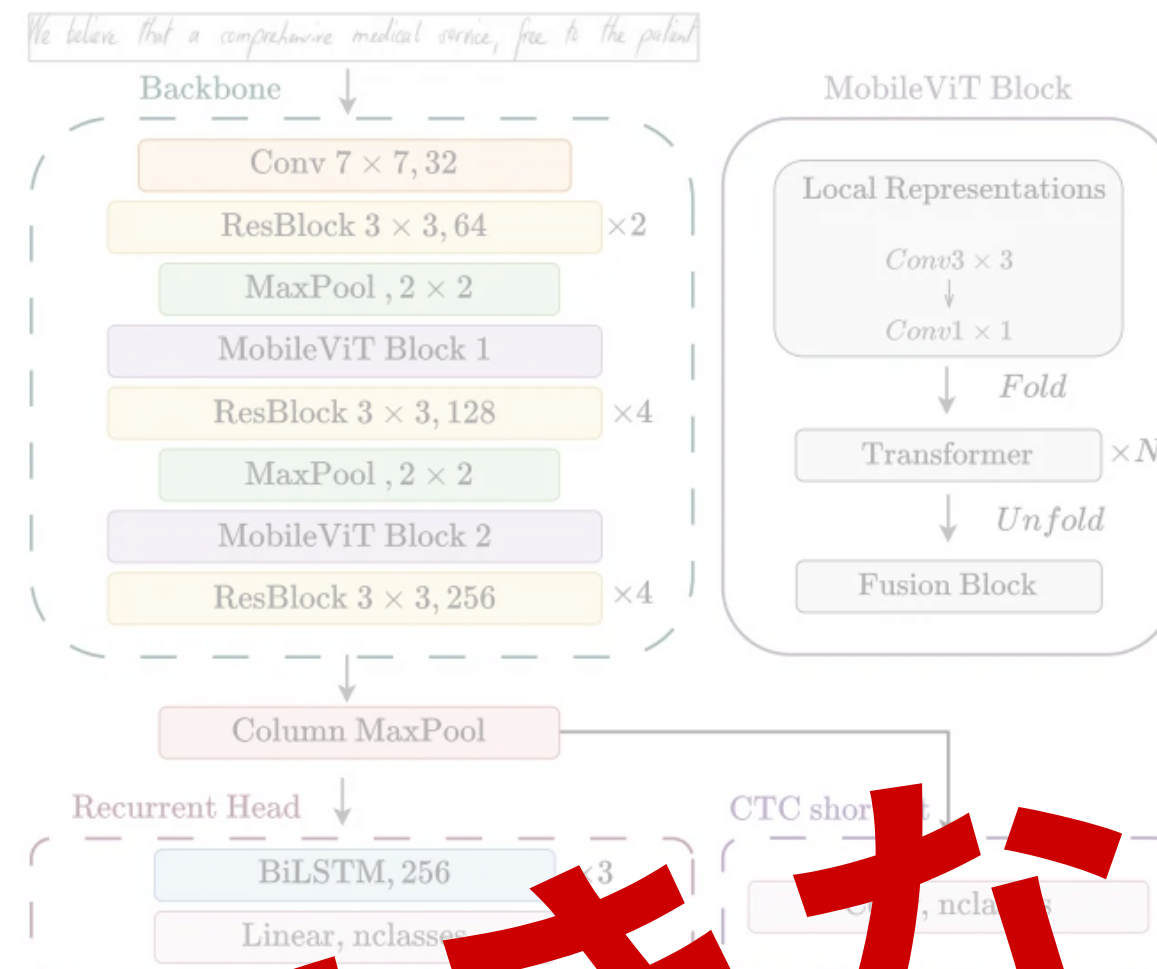 We believe that a comprehensive medical service, free to the patient
Backbone
Conv 7 × 7, 32
ResBlock 3 × 3, 64 ×2
MaxPool , 2 × 2
MobileViT Block 1
ResBlock 3 × 3, 128 ×4
MaxPool , 2 × 2
MobileViT Block 2
ResBlock 3 × 3, 256 ×4
MobileViT Block
Local Representations
Conv3 × 3
Conv1 × 1
Fold
Transformer ×N
Unfold
Fusion Block
Column MaxPool
Recurrent Head
BiLSTM, 256 ×3
Linear, nclasses
CTC